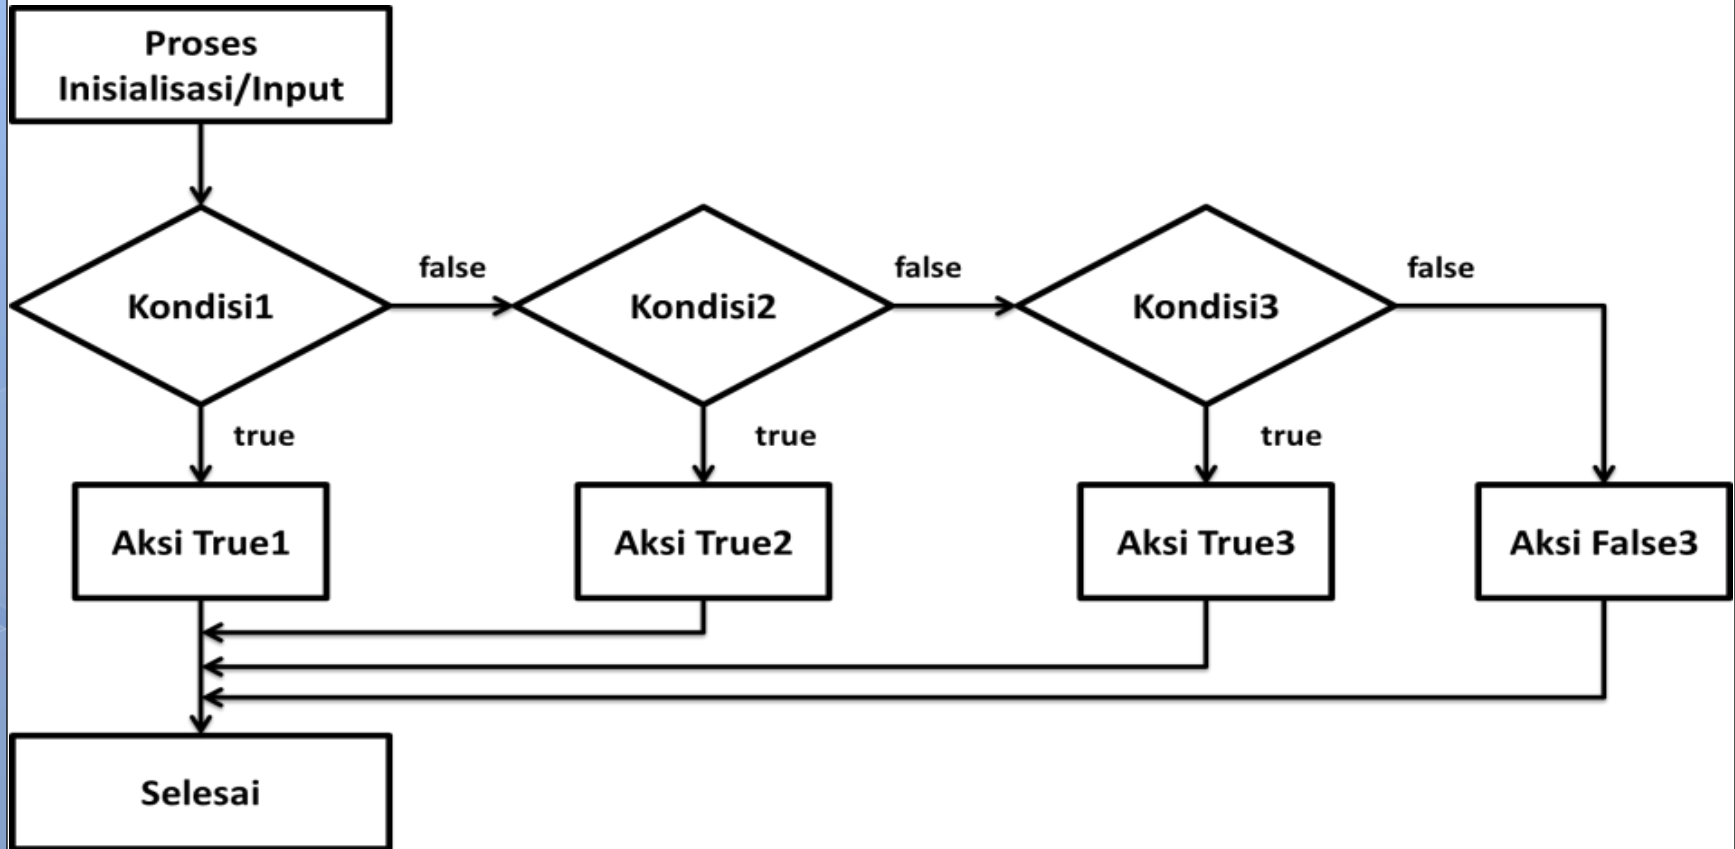 Proses
Inisialisasi/Input
Kondisi1
false
Kondisi2
false
Kondisi3
false
true
true
true
Aksi True1
Aksi True2
Aksi True3
Aksi False3
Selesai